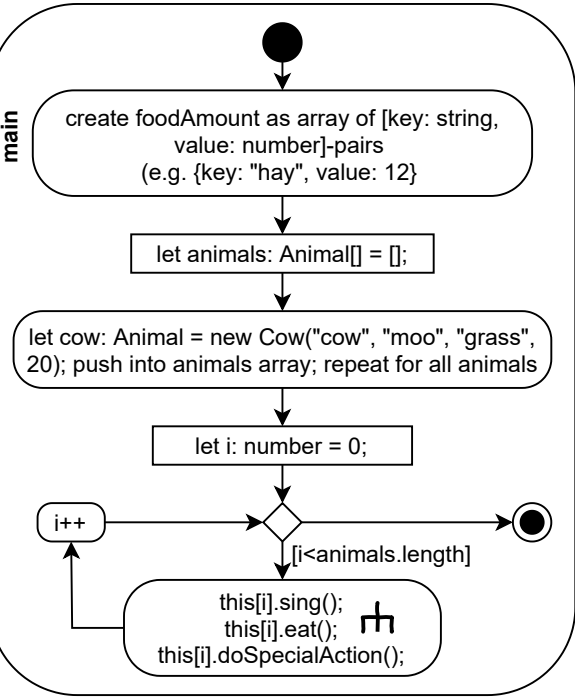 main
create foodAmount as array of [key: string,
value: number]-pairs
(e.g. {key: "hay", value: 12}
let animals: Animal[] = [];
let cow: Animal = new Cow("cow", "moo", "grass",
20); push into animals array; repeat for all animals
let i: number = 0;
i++
[i<animals.length]
this[i].sing();
this[i].eat();
this[i].doSpecialAction();